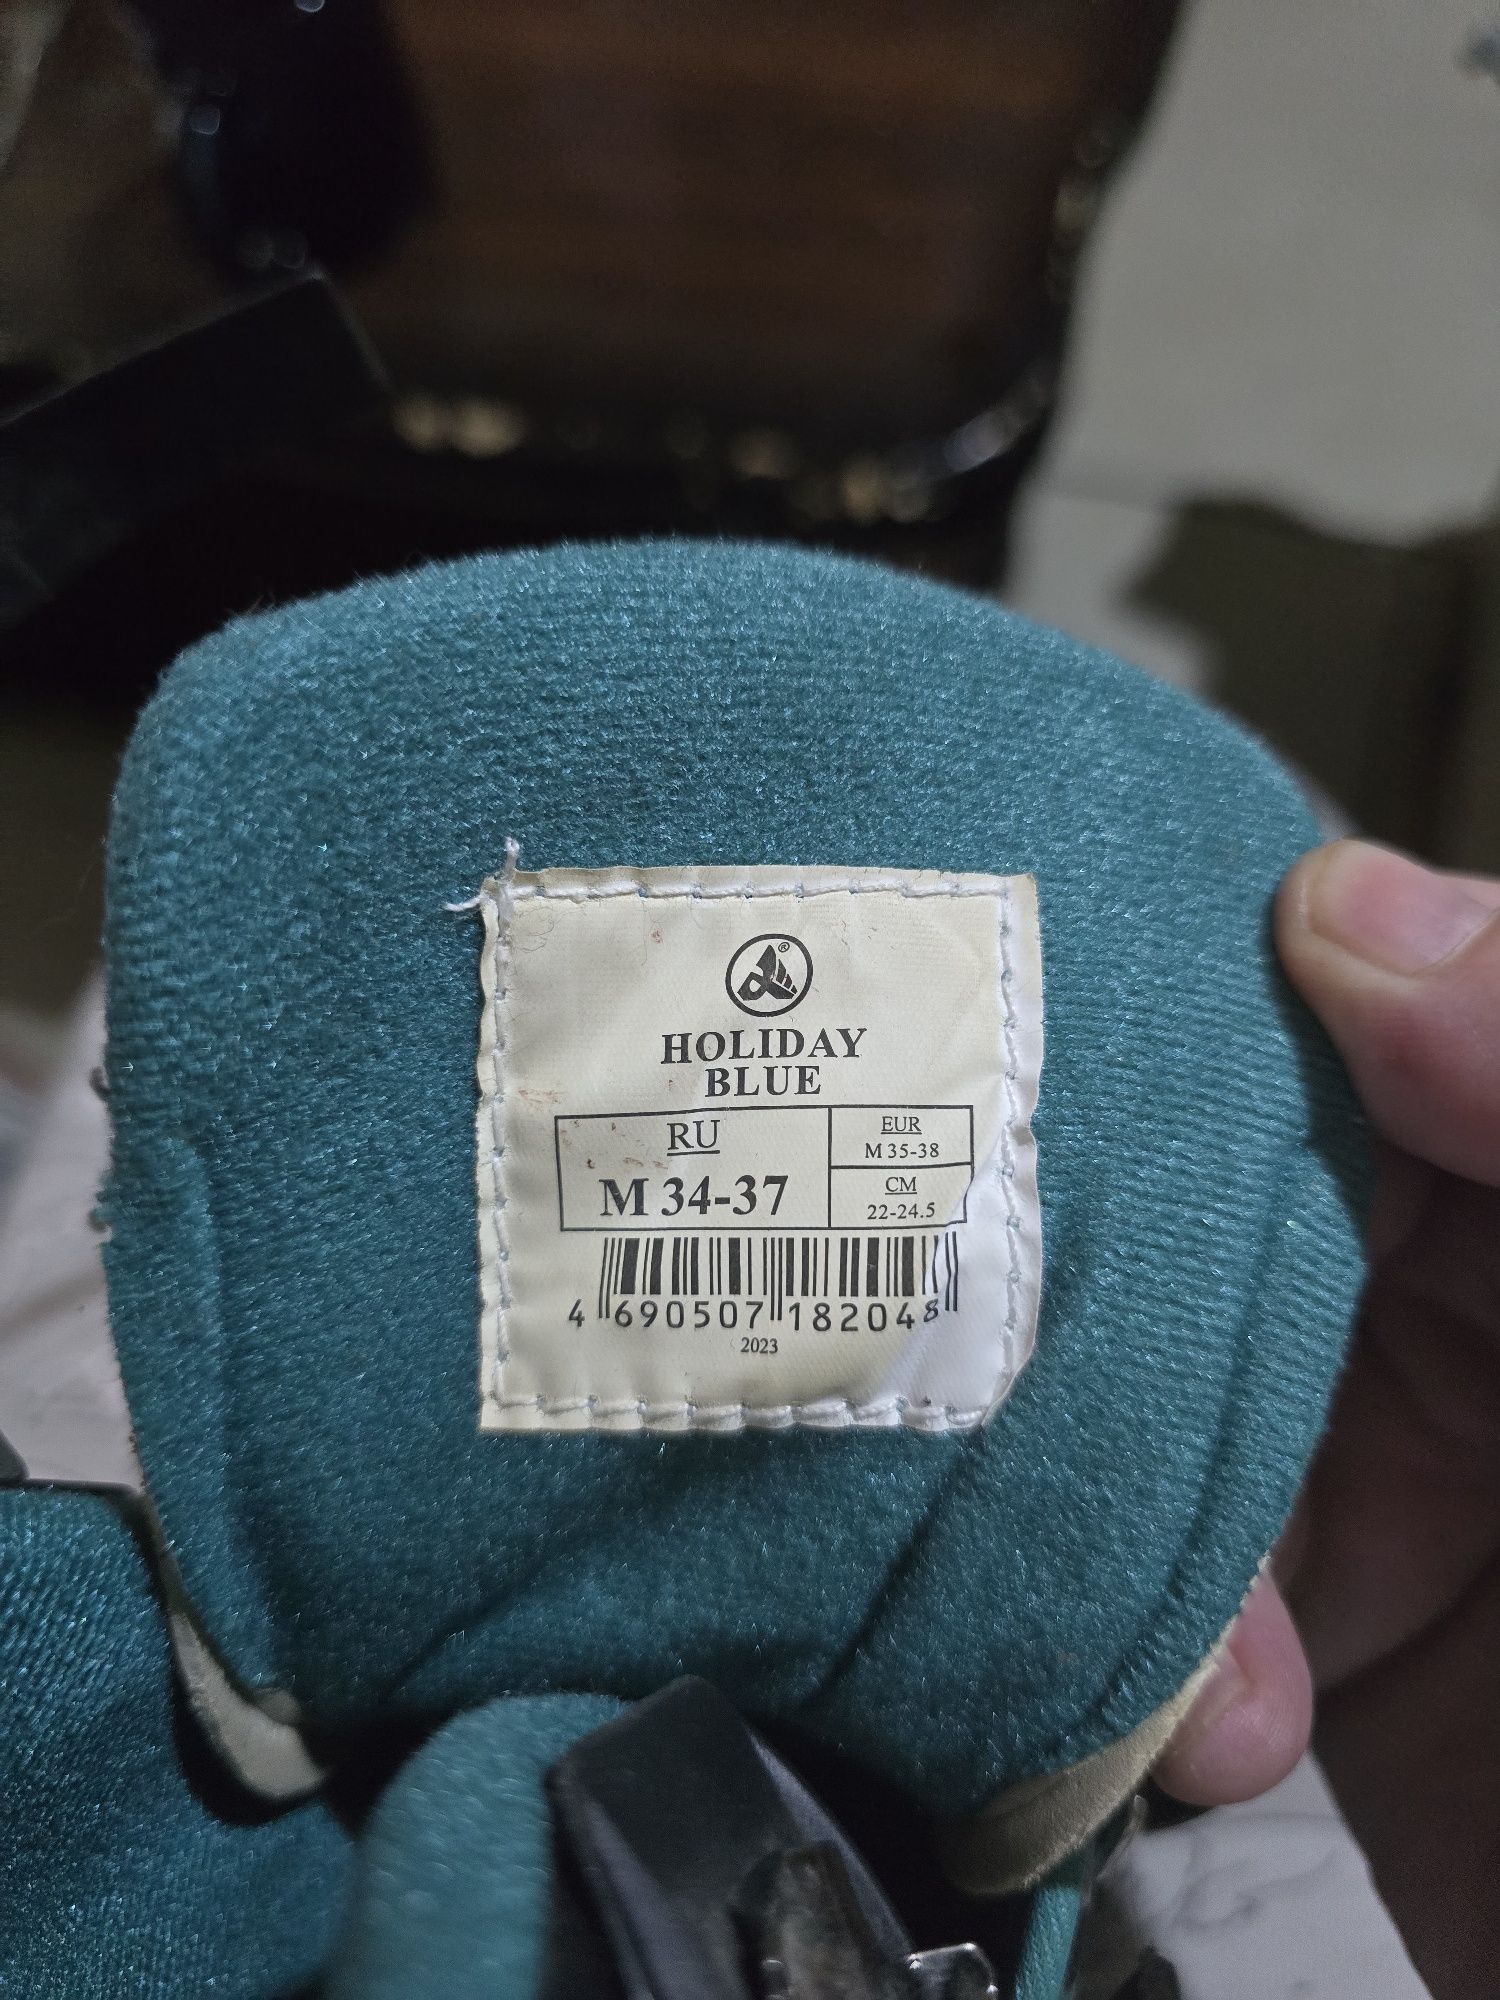 ®
HOLIDAY
BLUE
RU
M 34-37
EUR
M 35-38
CM
22-24.5
4 690507 182048
2023